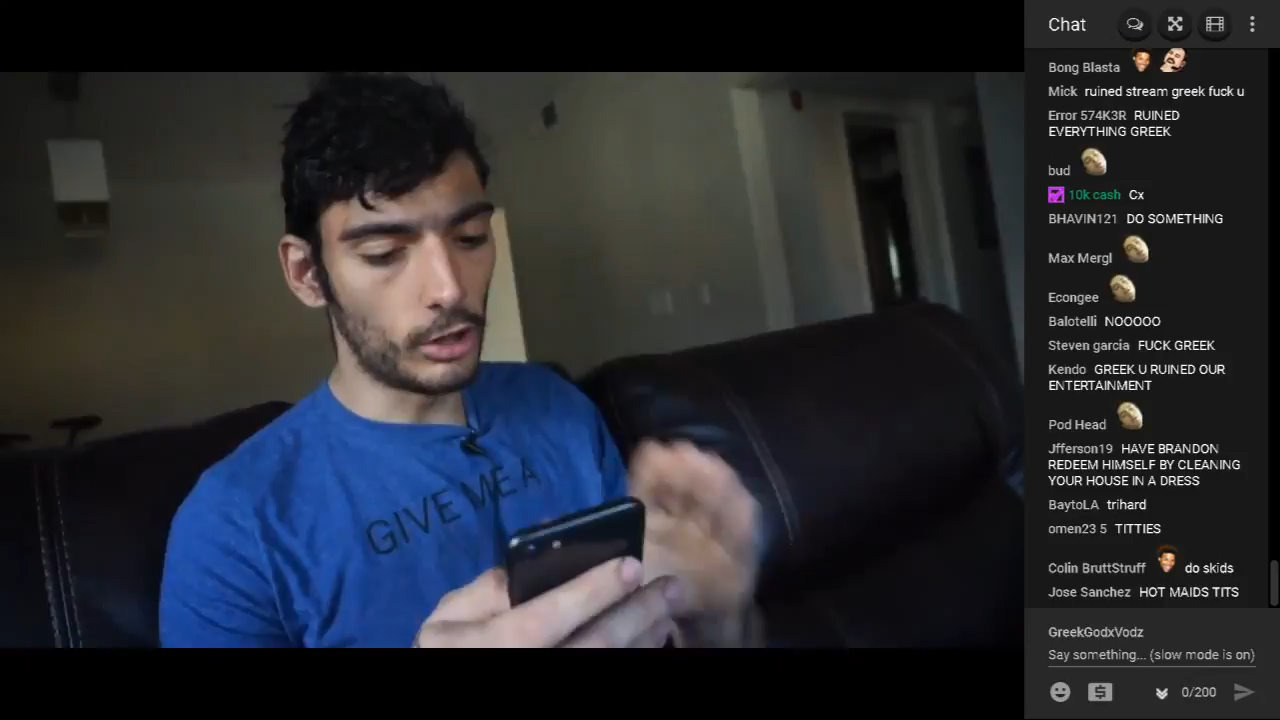 GIVE ME A
Chat
Bong Blasta
Mick ruined stream greek fuck u
Error 574K3R RUINED
EVERYTHING GREEK
bud
10k cash Cx
BHAVIN121 DO SOMETHING
Max Mergl
Econgee
Balotelli NOOOOO
Steven garcia FUCK GREEK
Kendo GREEK U RUINED OUR
ENTERTAINMENT
Pod Head
Jfferson19 HAVE BRANDON
REDEEM HIMSELF BY CLEANING
YOUR HOUSE IN A DRESS
BaytoLA trihard
omen23 5 TITTIES
Colin BruttStruff do skids
Jose Sanchez HOT MAIDS TITS
GreekGodxVodz
Say something... (slow mode is on)
0/200